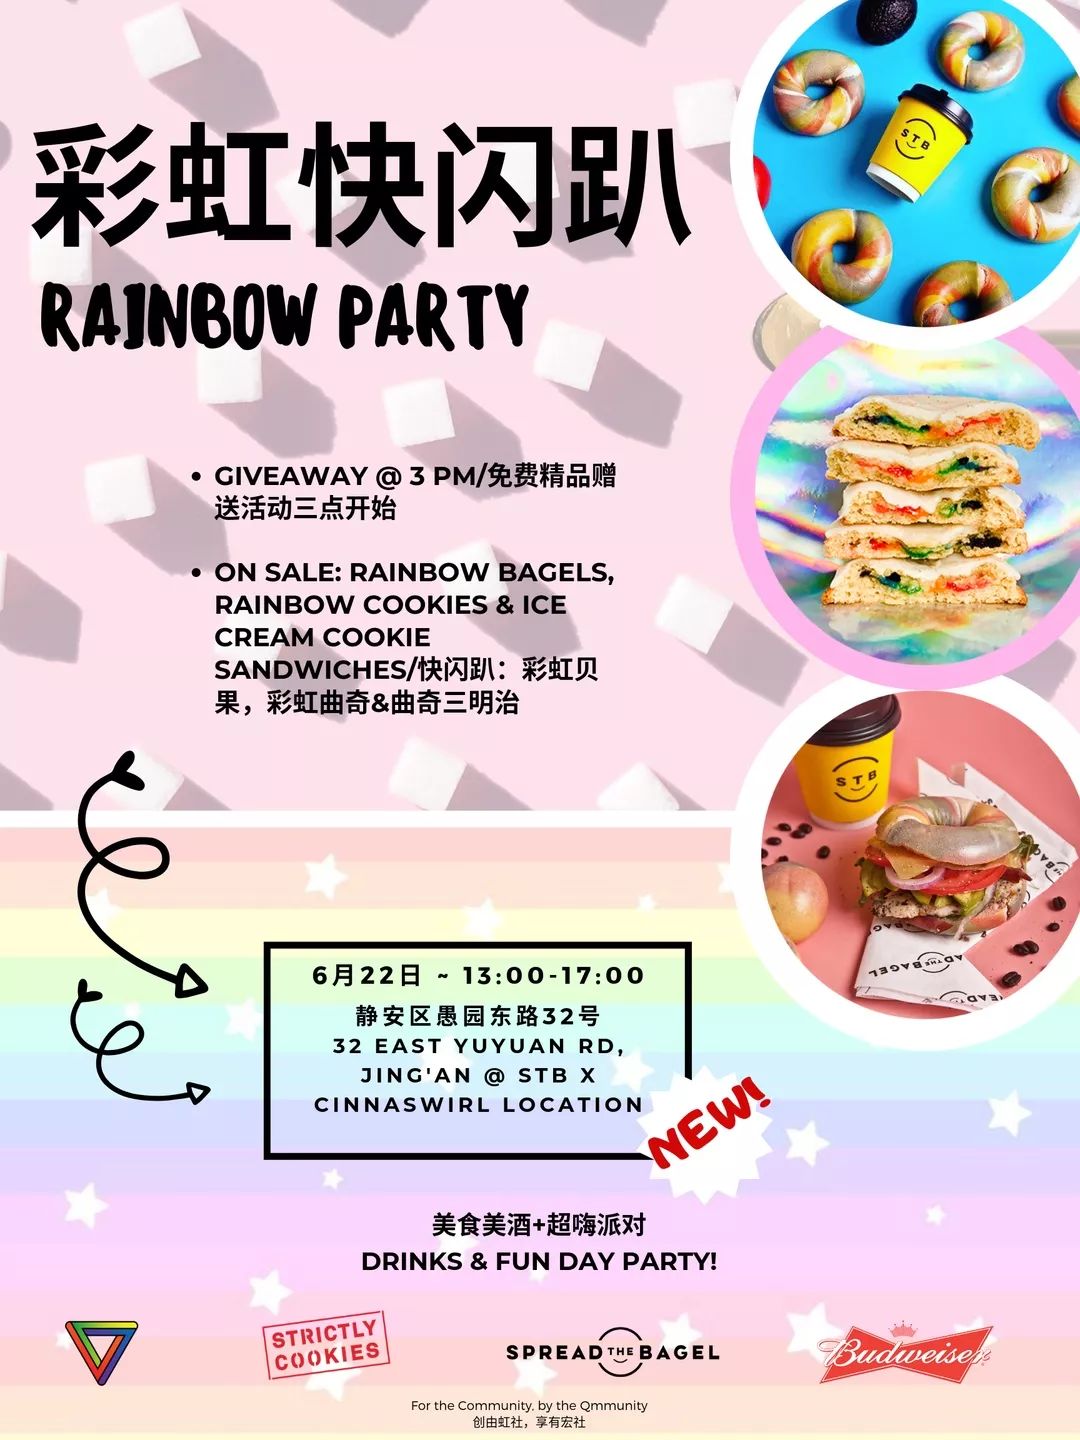 彩虹快闪趴
RAINBOW PARTY
STB
• GIVEAWAY @ 3 PM/免费精品赠
送活动三点开始
• ON SALE: RAINBOW BAGELS,
RAINBOW COOKIES & ICE
CREAM COOKIE
SANDWICHES/快闪趴：彩虹贝
果，彩虹曲奇&曲奇三明治
STB
6月22日 ~ 13:00-17:00
静安区愚园东路32号
32 EAST YUYUAN RD,
JING'AN @ STB X
CINNASWIRL LOCATION
NEW!
美食美酒+超嗨派对
DRINKS & FUN DAY PARTY!
STRICTLY
COOKIES
SPREAD THE BAGEL
Budweiser
For the Community, by the Qmmunity
创由虹社，享有宏社